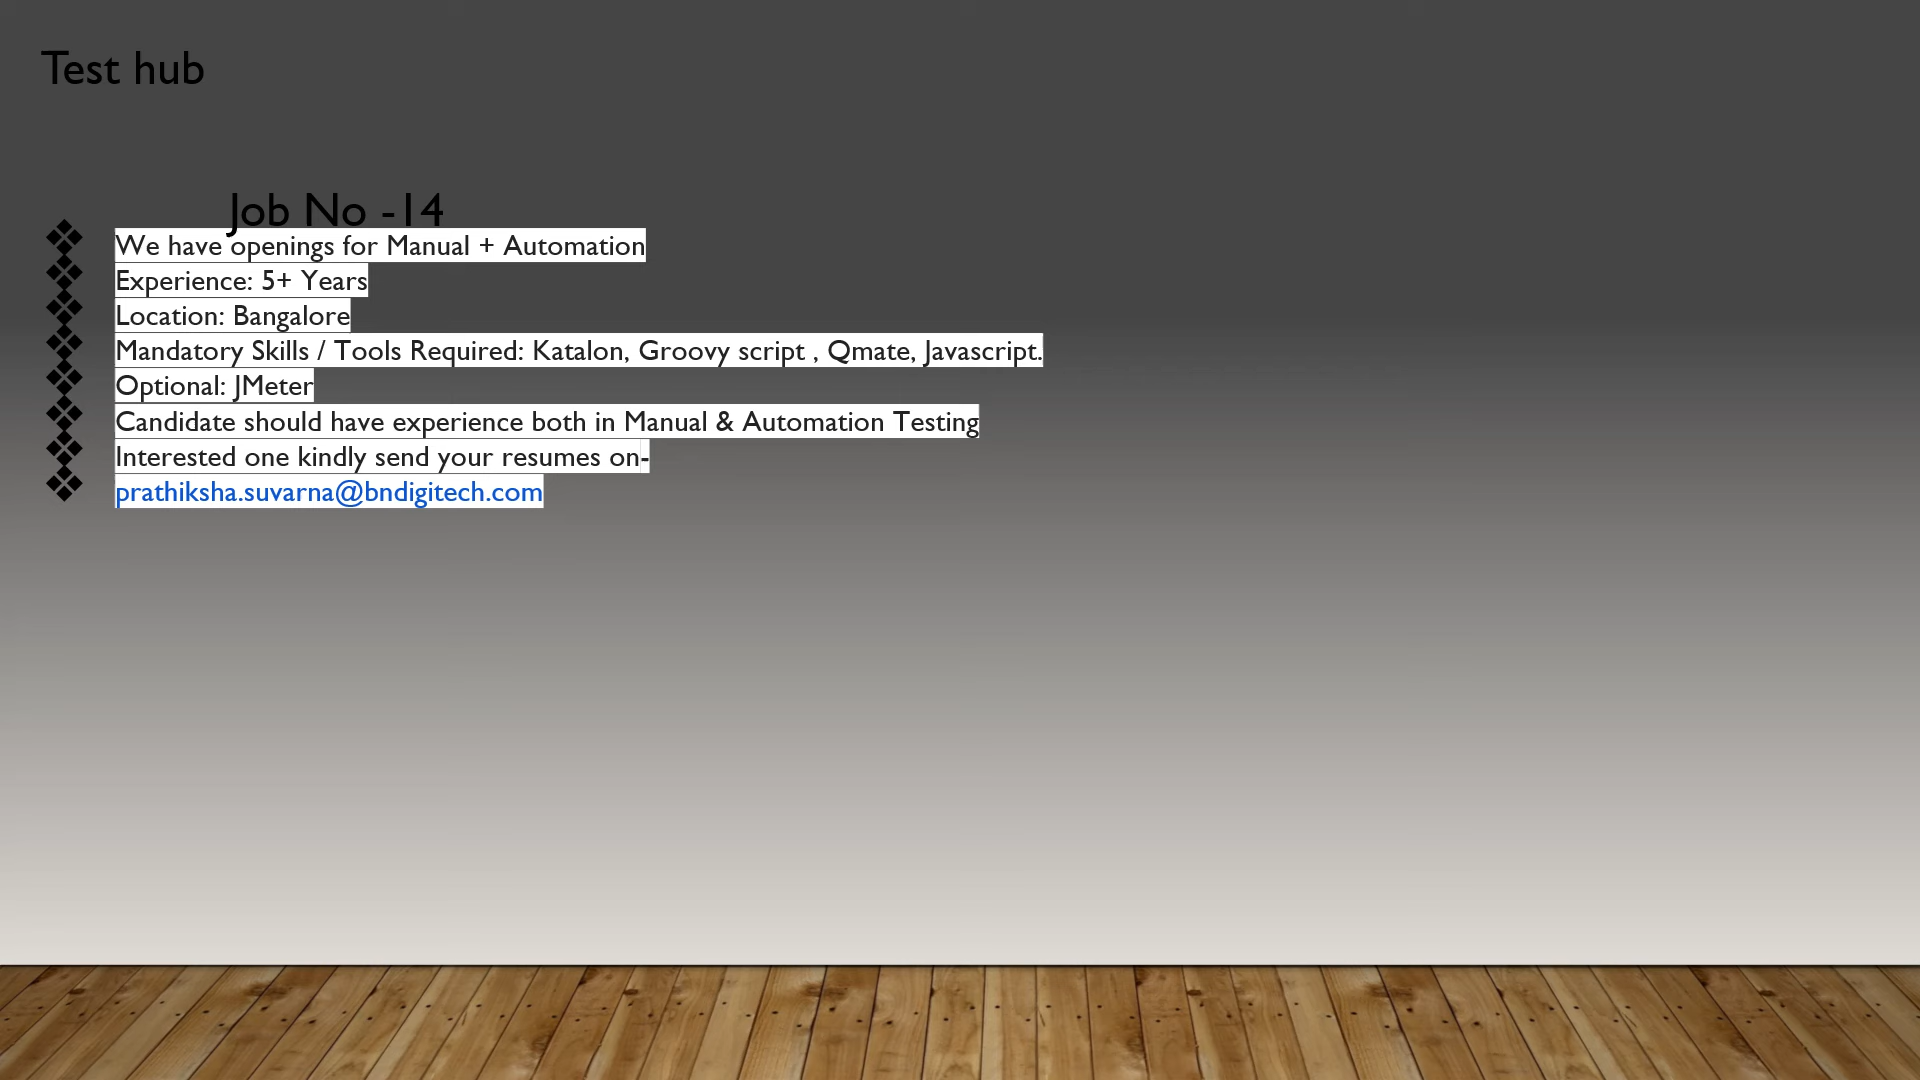 Test hub
Job No -14
We have openings for Manual + Automation
Experience: 5+ Years
Location: Bangalore
Mandatory Skills / Tools Required: Katalon, Groovy script , Qmate, Javascript.
Optional: JMeter
Candidate should have experience both in Manual & Automation Testing
Interested one kindly send your resumes on-
prathiksha.suvarna@bndigitech.com